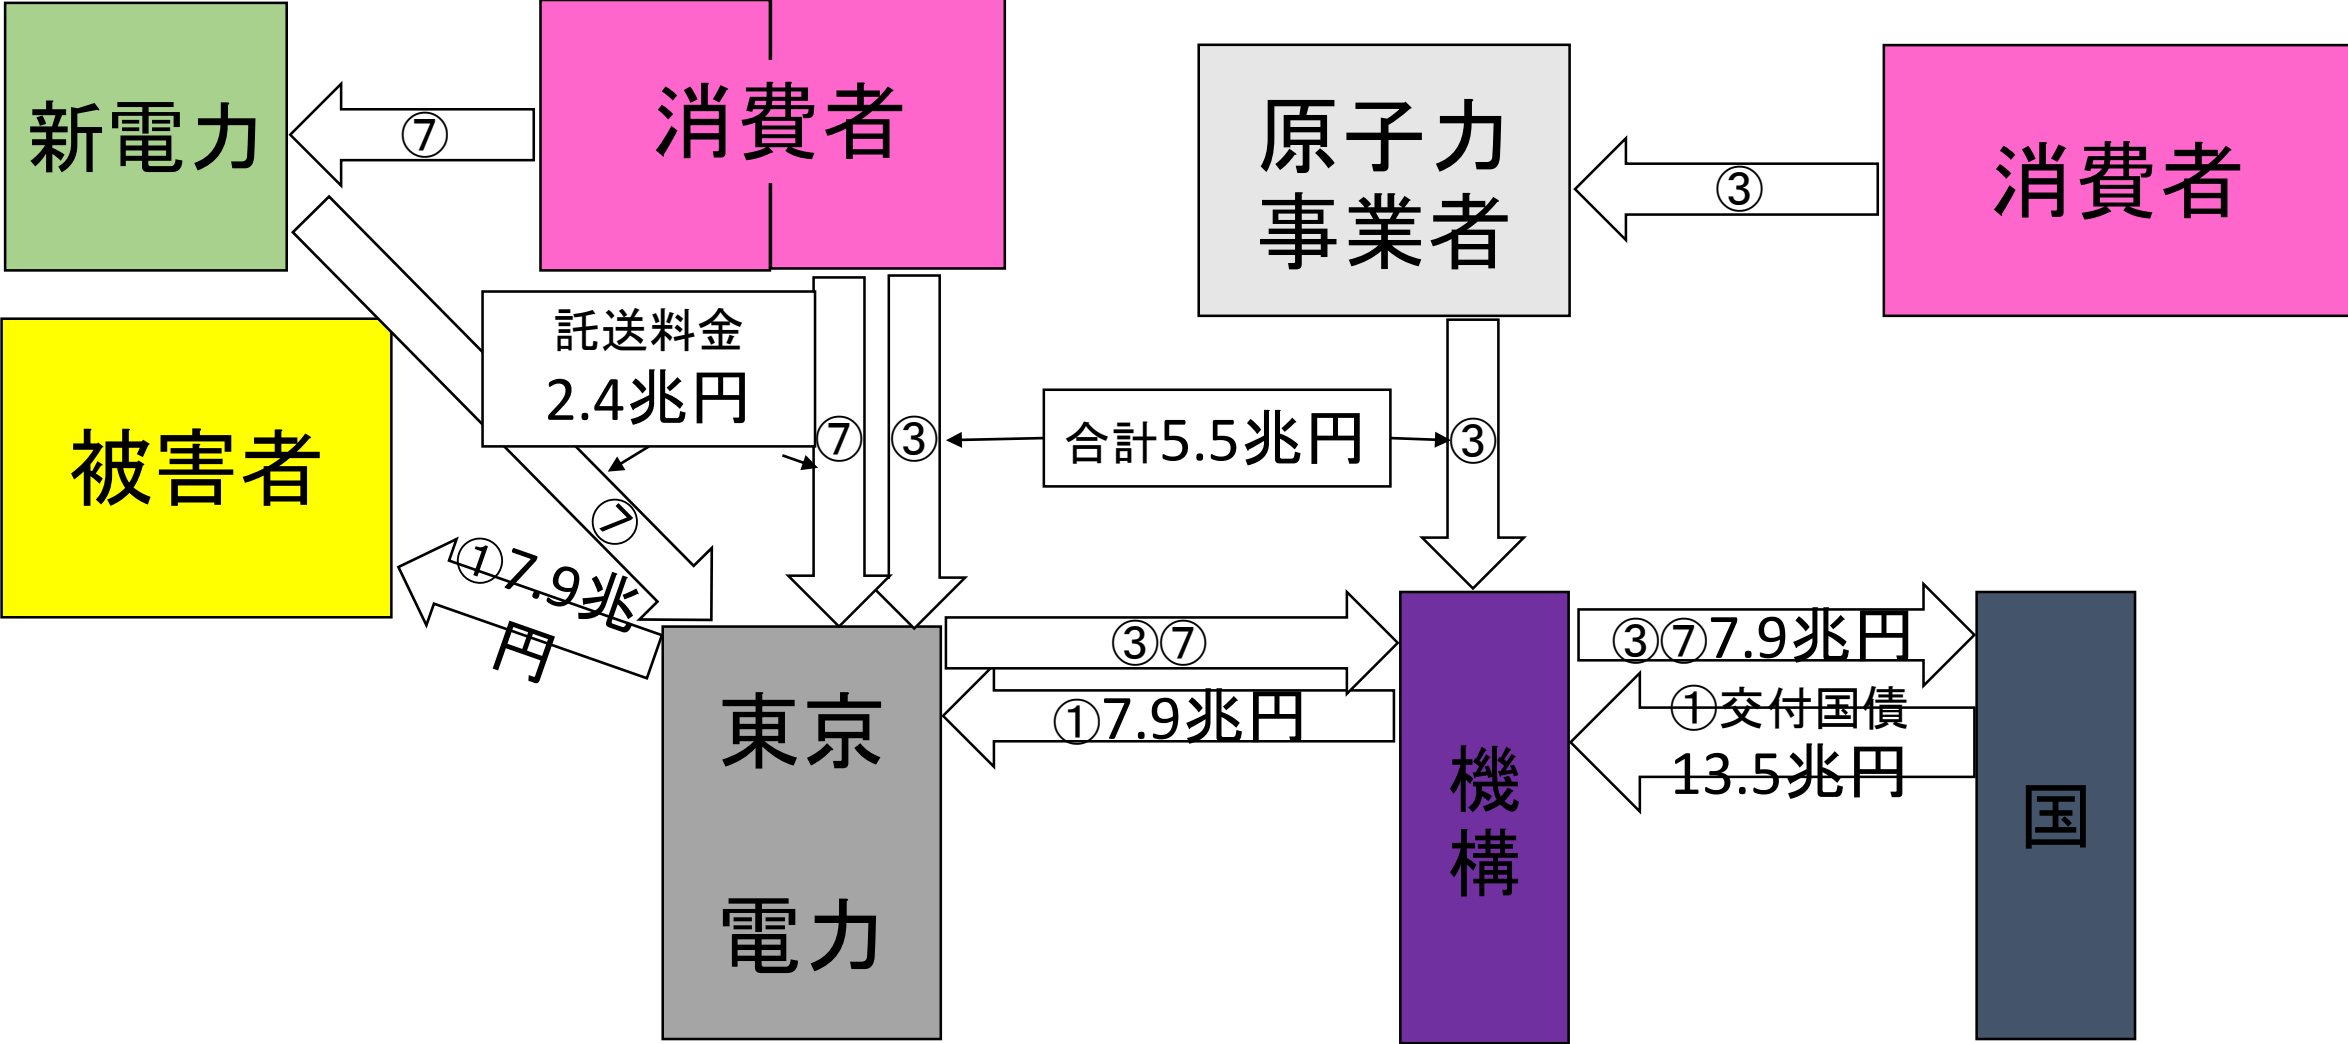 新電力
⑦
消費者
原子力
事業者
③
消費者
託送料金
2.4兆円
⑦
③
合計5.5兆円
③
被害者
⑦
①7.9兆
円
③⑦
①7.9兆円
③⑦7.9兆円
①交付国債
13.5兆円
東京
電力
機
構
国